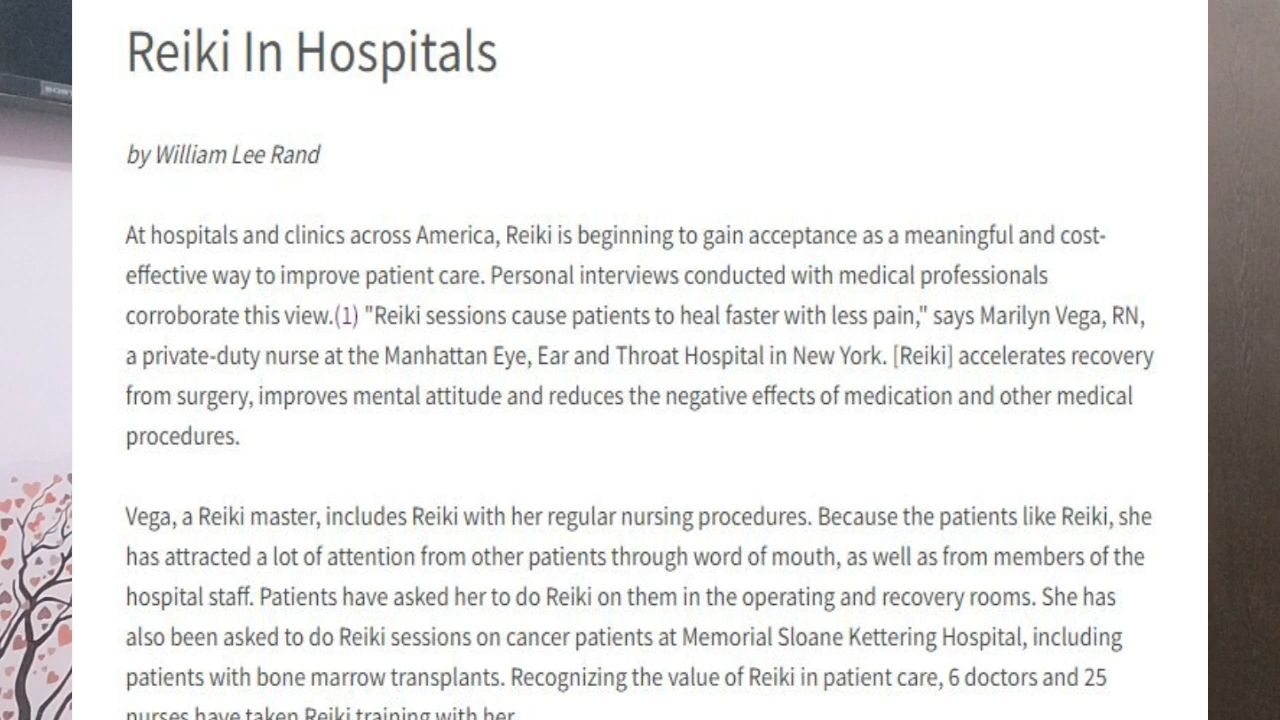 Reiki In Hospitals
by William Lee Rand
At hospitals and clinics across America, Reiki is beginning to gain acceptance as a meaningful and cost-
effective way to improve patient care. Personal interviews conducted with medical professionals
corroborate this view.(1) "Reiki sessions cause patients to heal faster with less pain," says Marilyn Vega, RN,
a private-duty nurse at the Manhattan Eye, Ear and Throat Hospital in New York. [Reiki] accelerates recovery
from surgery, improves mental attitude and reduces the negative effects of medication and other medical
procedures.
Vega, a Reiki master, includes Reiki with her regular nursing procedures. Because the patients like Reiki, she
has attracted a lot of attention from other patients through word of mouth, as well as from members of the
hospital staff. Patients have asked her to do Reiki on them in the operating and recovery rooms. She has
also been asked to do Reiki sessions on cancer patients at Memorial Sloane Kettering Hospital, including
patients with bone marrow transplants. Recognizing the value of Reiki in patient care, 6 doctors and 25
nurses have taken Reiki training with her.